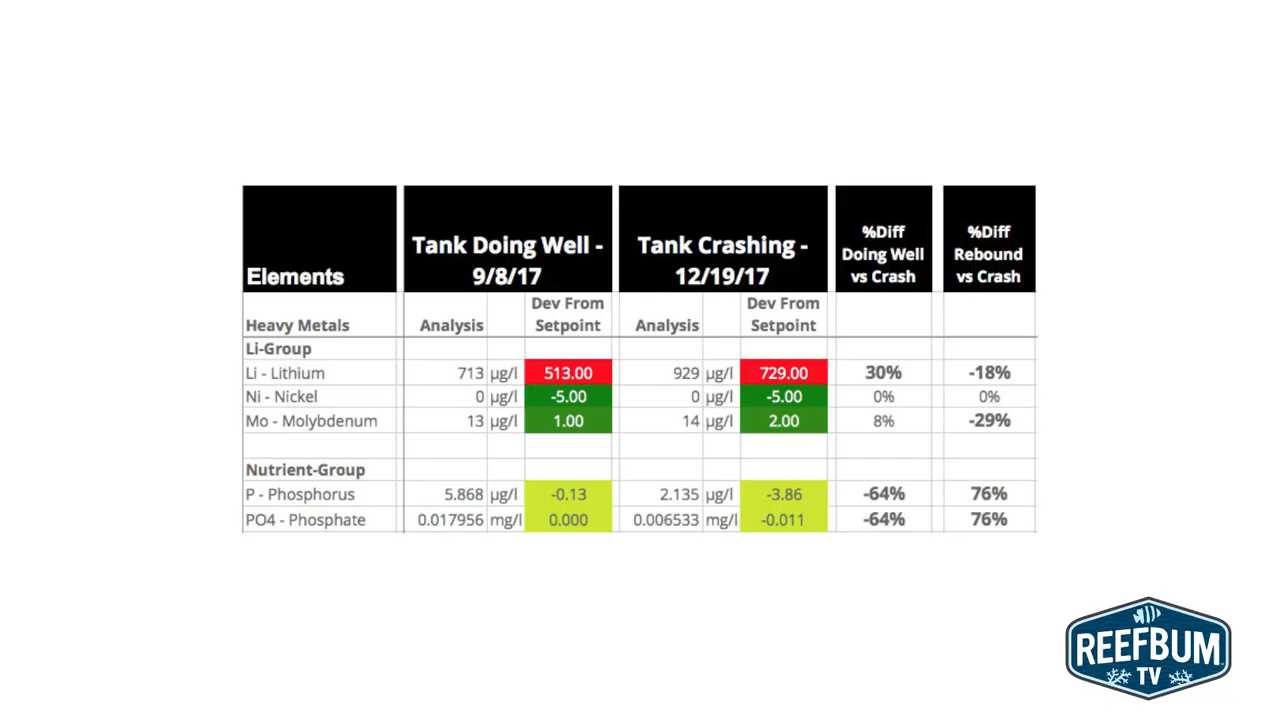 Elements
Tank Doing Well -
9/8/17
Tank Crashing -
12/19/17
%Diff
Doing Well
vs Crash
%Diff
Rebound
vs Crash
Heavy Metals Analysis Dev From Setpoint Analysis Dev From Setpoint
Li-Group
Li - Lithium 713 µg/l 513.00 929 µg/l 729.00 30% -18%
Ni - Nickel 0 µg/l -5.00 0 µg/l -5.00 0% 0%
Mo - Molybdenum 13 µg/l 1.00 14 µg/l 2.00 8% -29%
Nutrient-Group
P - Phosphorus 5.868 µg/l -0.13 2.135 µg/l -3.86 -64% 76%
PO4 - Phosphate 0.017956 mg/l 0.000 0.006533 mg/l -0.011 -64% 76%
REEFBUM
TV